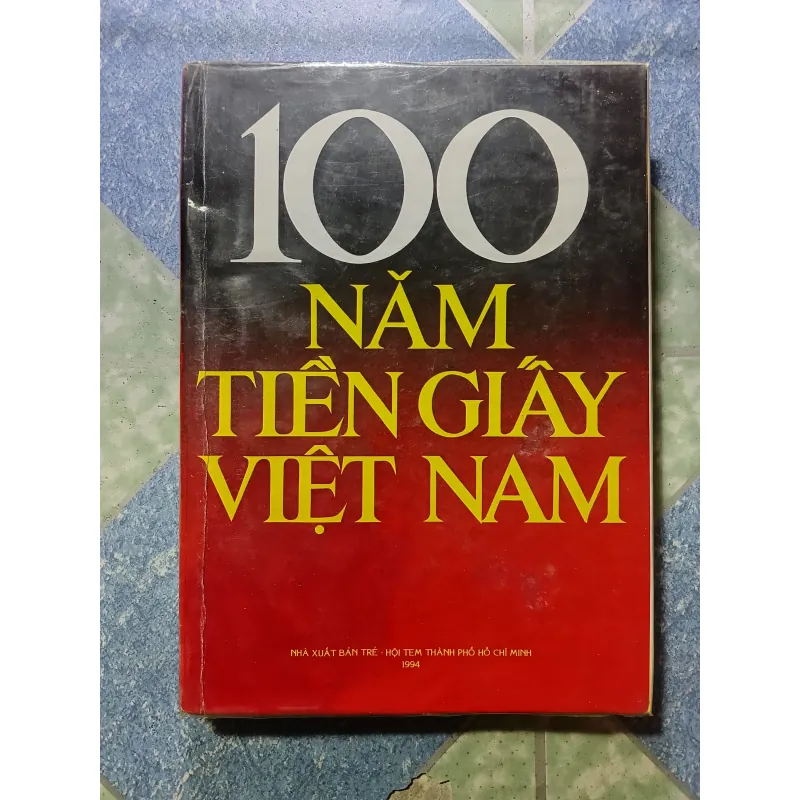 100
NĂM
TIỀN GIẤY
VIỆT NAM
NHÀ XUẤT BẢN TRẺ - HỘI TEM THÀNH PHỐ HỒ CHÍ MINH
1994